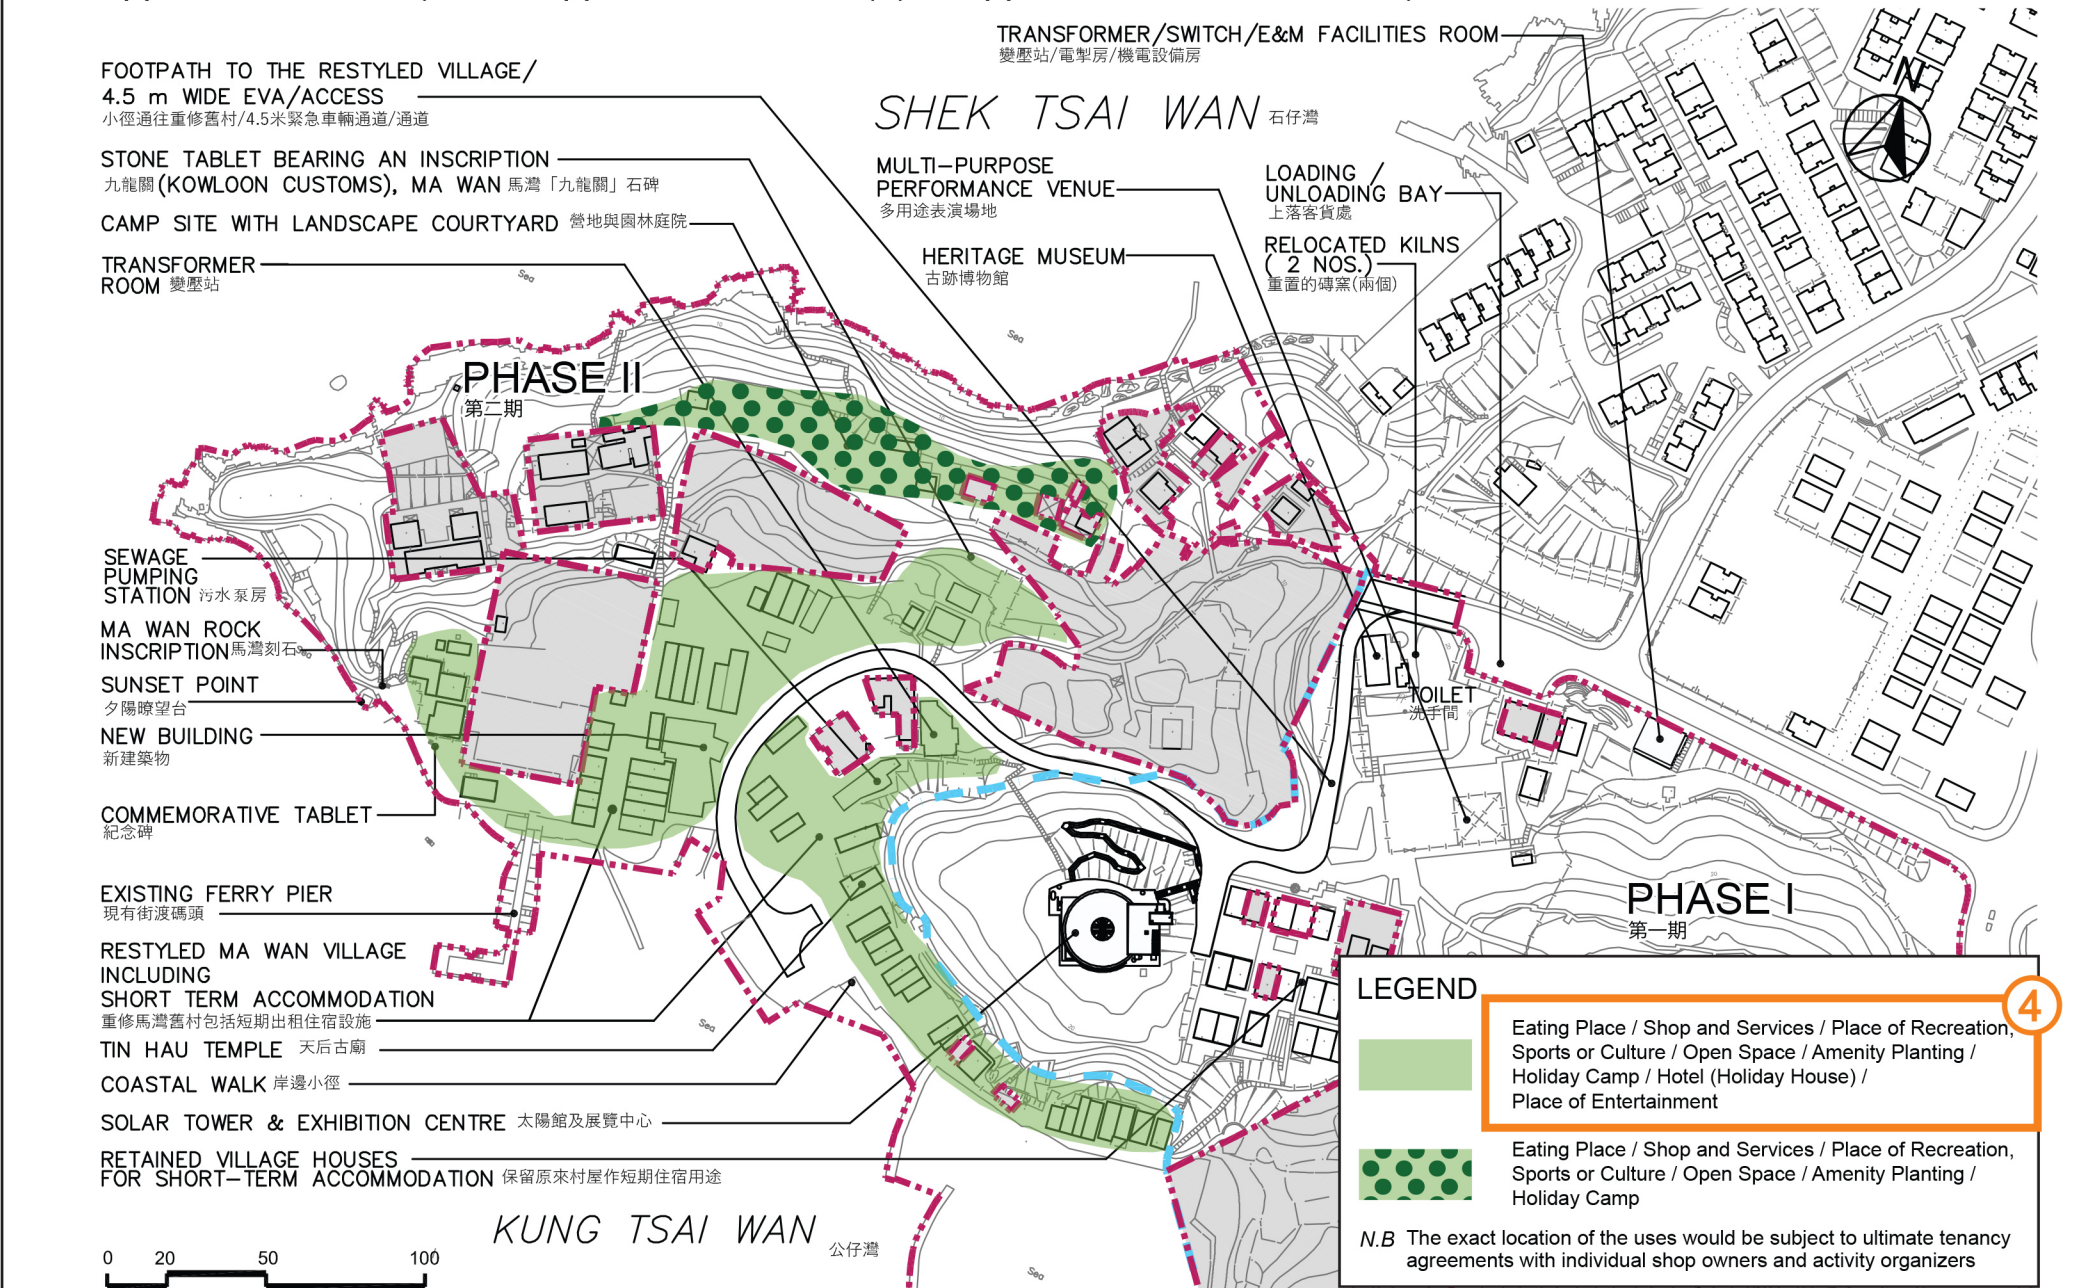 TRANSFORMER/SWITCH/E&M FACILITIES ROOM
變壓站/電掣房/機電設備房
FOOTPATH TO THE RESTYLED VILLAGE/
4.5 m WIDE EVA/ACCESS
小徑通往重修舊村/4.5米緊急車輛通道/通道
SHEK TSAI WAN 石仔灣
N
STONE TABLET BEARING AN INSCRIPTION
九龍關(KOWLOON CUSTOMS), MA WAN 馬灣「九龍關」石碑
CAMP SITE WITH LANDSCAPE COURTYARD 營地與園林庭院
TRANSFORMER
ROOM 變壓站
MULTI-PURPOSE
PERFORMANCE VENUE
多用途表演場地
HERITAGE MUSEUM
古跡博物館
LOADING /
UNLOADING BAY
上落客貨處
RELOCATED KILNS
( 2 NOS.)
重置的磚窯(兩個)
Sea
Sea
PHASE II
第二期
SEWAGE
PUMPING
STATION 污水泵房
MA WAN ROCK
INSCRIPTION馬灣刻石
Sea
SUNSET POINT
夕陽瞭望台
NEW BUILDING
新建築物
TOILET
洗手間
COMMEMORATIVE TABLET
紀念碑
EXISTING FERRY PIER
現有街渡碼頭
PHASE I
第一期
RESTYLED MA WAN VILLAGE
INCLUDING
SHORT TERM ACCOMMODATION
重修馬灣舊村包括短期出租住宿設施
Sea
TIN HAU TEMPLE 天后古廟
COASTAL WALK 岸邊小徑
SOLAR TOWER & EXHIBITION CENTRE 太陽館及展覽中心
RETAINED VILLAGE HOUSES
FOR SHORT-TERM ACCOMMODATION 保留原來村屋作短期住宿用途
KUNG TSAI WAN 公仔灣
Sea
0 20 50 100
LEGEND
4
Eating Place / Shop and Services / Place of Recreation,
Sports or Culture / Open Space / Amenity Planting /
Holiday Camp / Hotel (Holiday House) /
Place of Entertainment
Eating Place / Shop and Services / Place of Recreation,
Sports or Culture / Open Space / Amenity Planting /
Holiday Camp
N.B The exact location of the uses would be subject to ultimate tenancy
agreements with individual shop owners and activity organizers